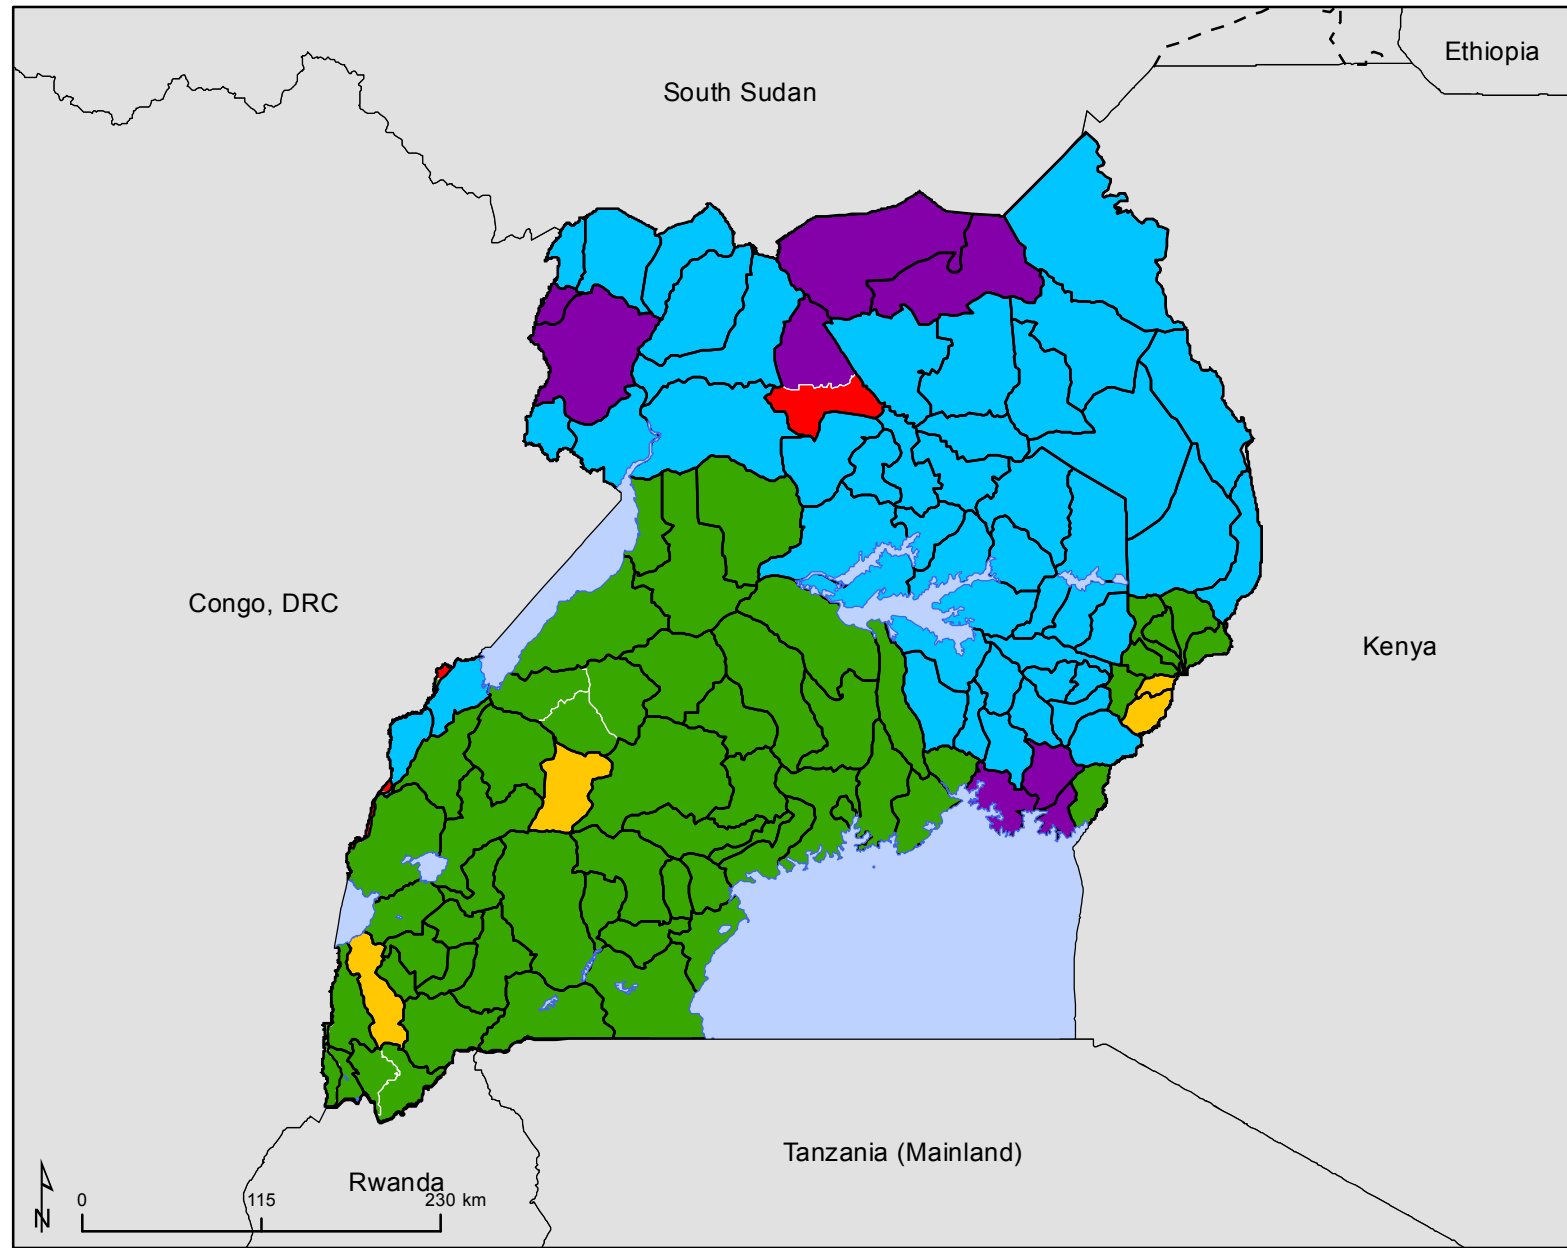 Ethiopia
South Sudan
Congo, DRC
Kenya
Tanzania (Mainland)
Rwanda
0 115 230 km
N